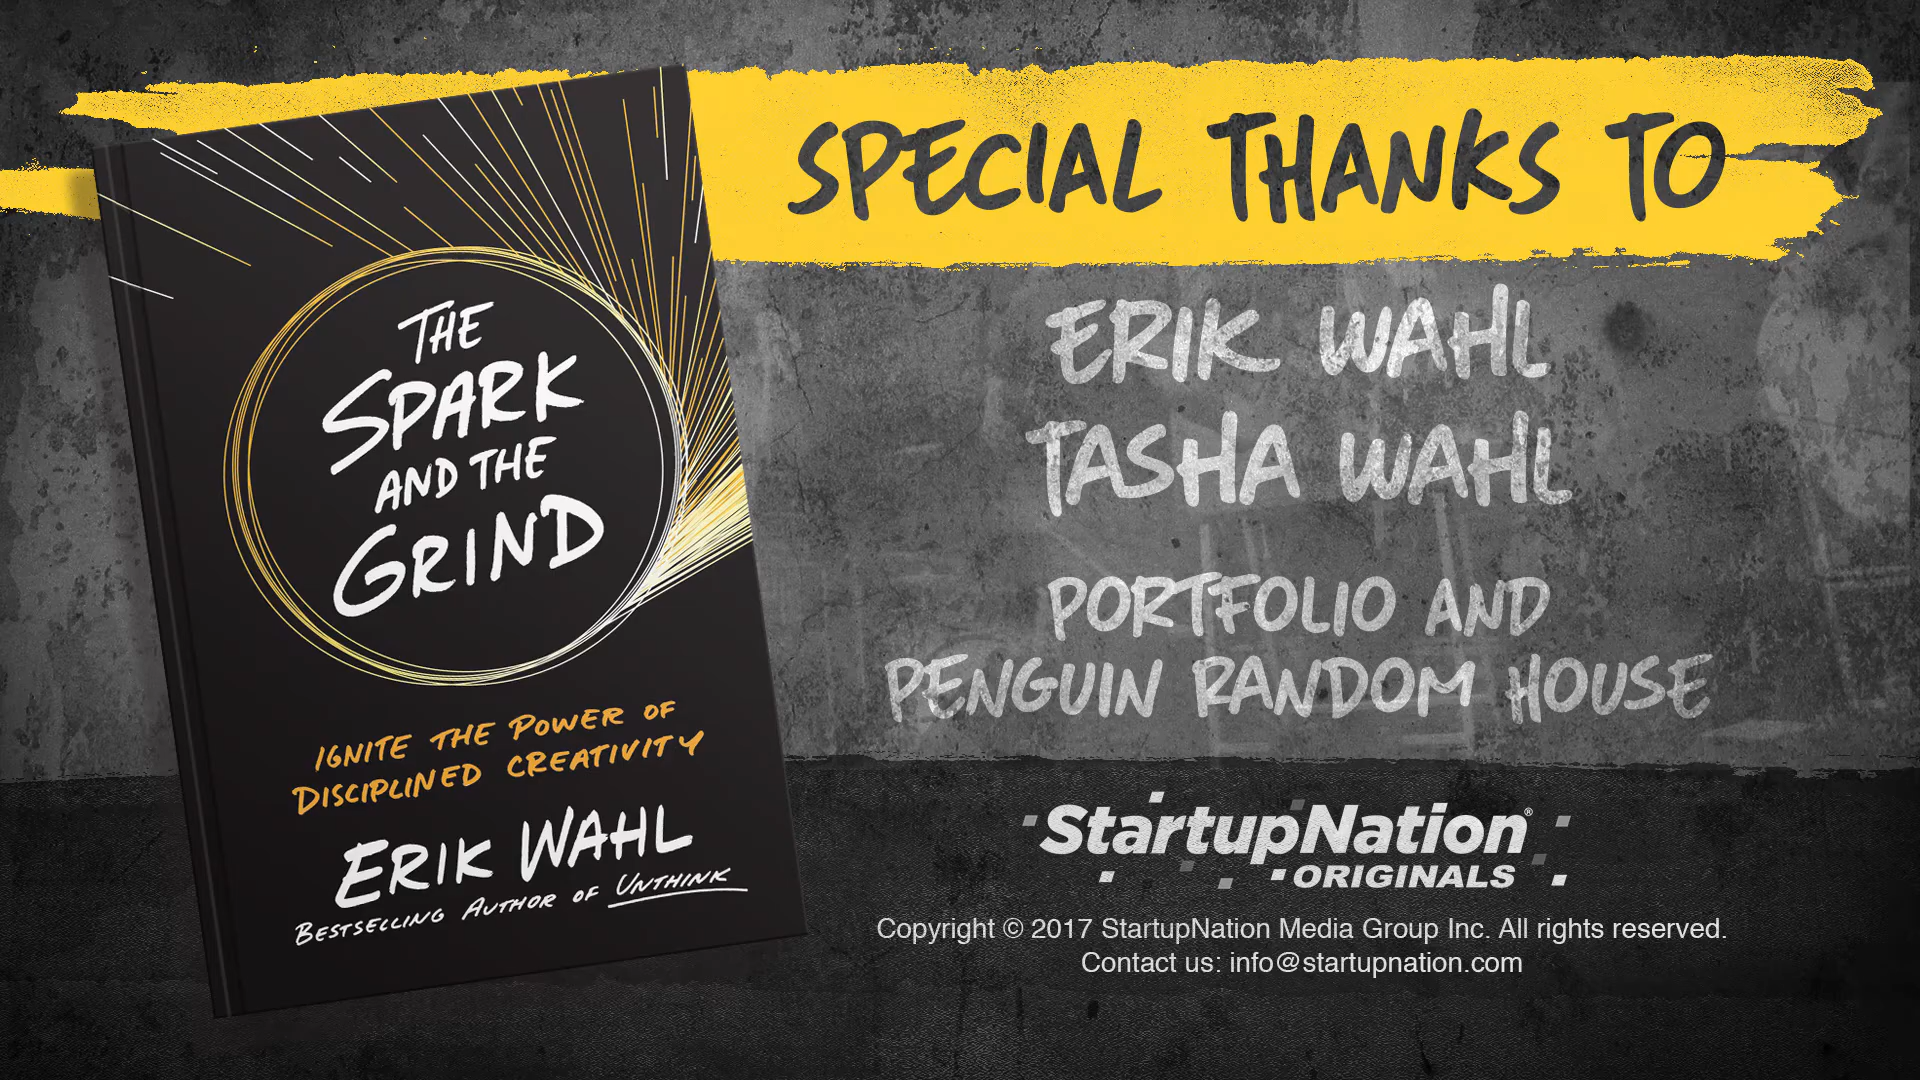 THE
SPARK
AND THE
GRIND
IGNITE THE POWER OF
DISCIPLINED CREATIVITY
ERIK WAHL
BESTSELLING AUTHOR OF UNTHINK
SPECIAL THANKS TO
ERIK WAHL
TASHA WAHL
PORTFOLIO AND
PENGUIN RANDOM HOUSE
StartupNation®
ORIGINALS
Copyright © 2017 StartupNation Media Group Inc. All rights reserved.
Contact us: info@startupnation.com